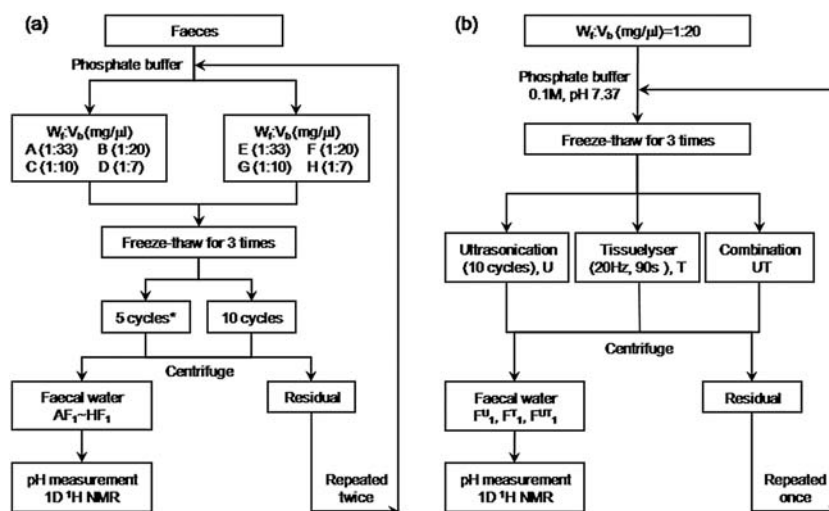 (a)
Faeces
Phosphate buffer
Wf:Vb (mg/µl)
A (1:33) B (1:20)
C (1:10) D (1:7)
Wf:Vb (mg/µl)
E (1:33) F (1:20)
G (1:10) H (1:7)
Freeze-thaw for 3 times
5 cycles*
10 cycles
Centrifuge
Faecal water
AF1~HF1
Residual
pH measurement
1D 1H NMR
Repeated
twice
(b)
Wf:Vb (mg/µl)=1:20
Phosphate buffer
0.1M, pH 7.37
Freeze-thaw for 3 times
Ultrasonication
(10 cycles), U
Tissuelyser
(20Hz, 90s ), T
Combination
UT
Centrifuge
Faecal water
FU1, FT1, FUT1
Residual
pH measurement
1D 1H NMR
Repeated
once